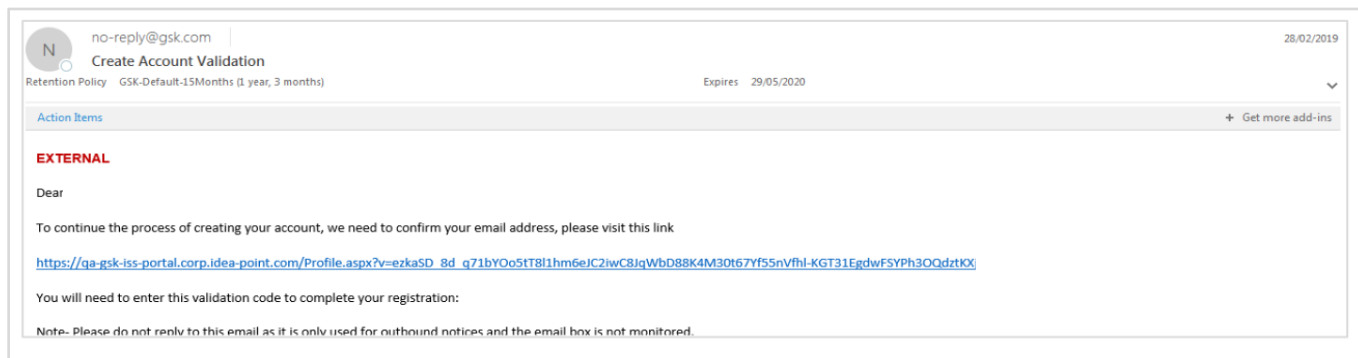 N
no-reply@gsk.com
28/02/2019
Create Account Validation
Retention Policy GSK-Default-15Months (1 year, 3 months) Expires 29/05/2020
Action Items + Get more add-ins
EXTERNAL
Dear
To continue the process of creating your account, we need to confirm your email address, please visit this link
https://qa-gsk-iss-portal.corp.idea-point.com/Profile.aspx?v=ezkaSD_8d_q71bYOo5tT8l1hm6eJC2iwC8JqWbD88K4M30t67Yf55nVfhl-KGT31EgdwFSYPh3OQdztKX
You will need to enter this validation code to complete your registration:
Note- Please do not reply to this email as it is only used for outbound notices and the email box is not monitored.